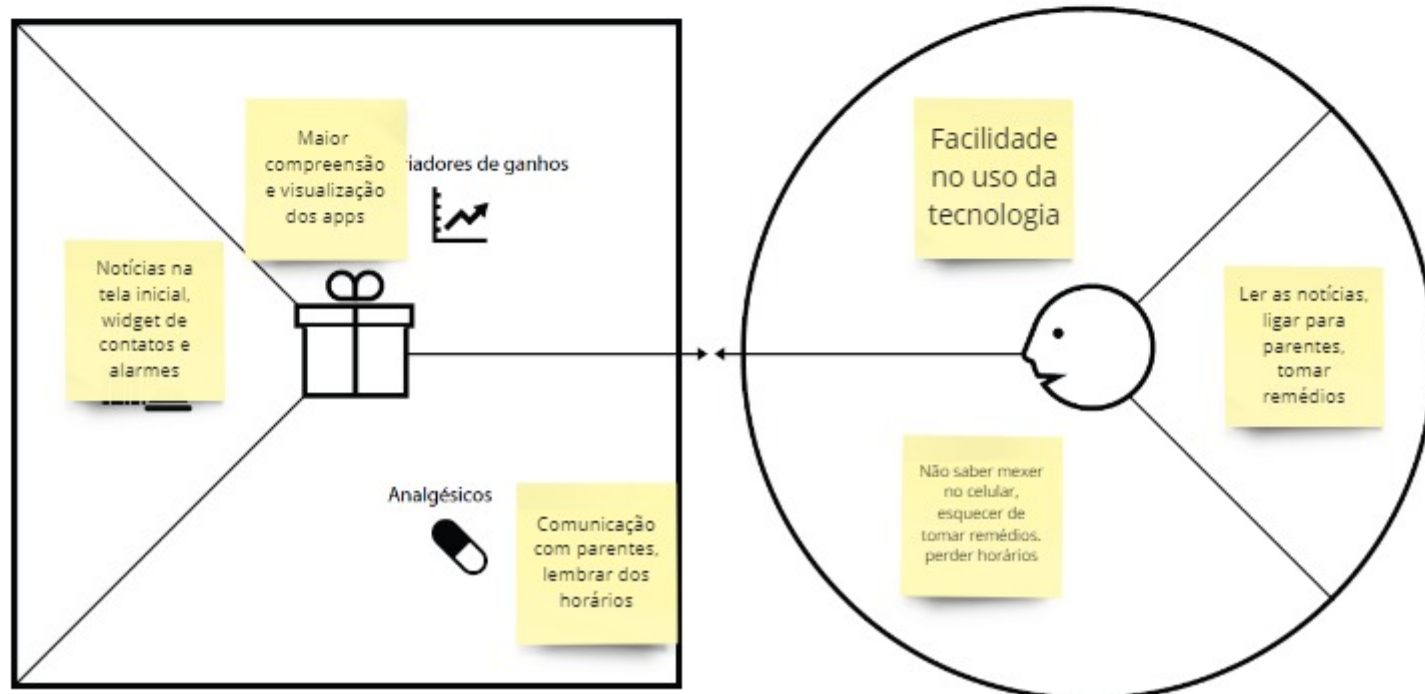 Maior
compreensão
e visualização
dos apps
riadores de ganhos
Notícias na
tela inicial,
widget de
contatos e
alarmes
Analgésicos
Comunicação
com parentes,
lembrar dos
horários
Facilidade
no uso da
tecnologia
Ler as notícias,
ligar para
parentes,
tomar
remédios
Não saber mexer
no celular,
esquecer de
tomar remédios.
perder horários